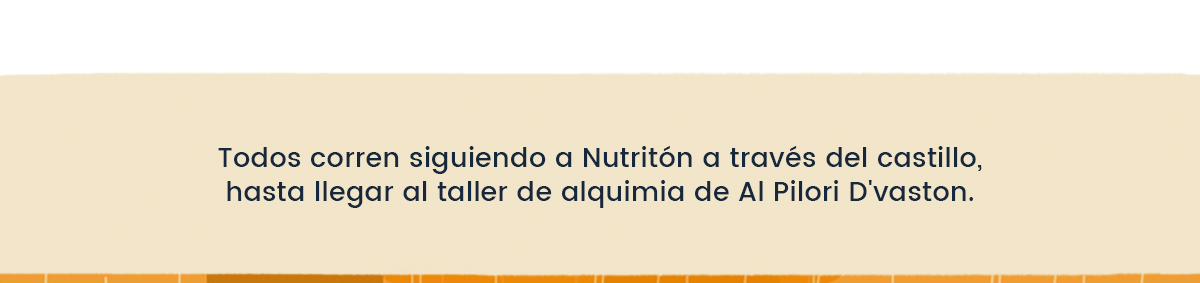 Todos corren siguiendo a Nutritón a través del castillo,
hasta llegar al taller de alquimia de Al Pilori D'vaston.